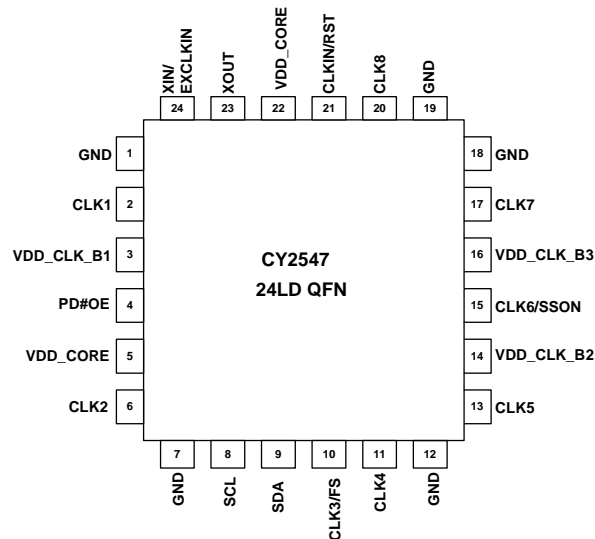 XIN/
EXCLKIN
XOUT
VDD_CORE
CLKIN/RST
CLK8
GND
24
23
22
21
20
19
GND 1
CLK1 2
VDD_CLK_B1 3
PD#OE 4
VDD_CORE 5
CLK2 6
CY2547
24LD QFN
18 GND
17 CLK7
16 VDD_CLK_B3
15 CLK6/SSON
14 VDD_CLK_B2
13 CLK5
7
8
9
10
11
12
GND
SCL
SDA
CLK3/FS
CLK4
GND